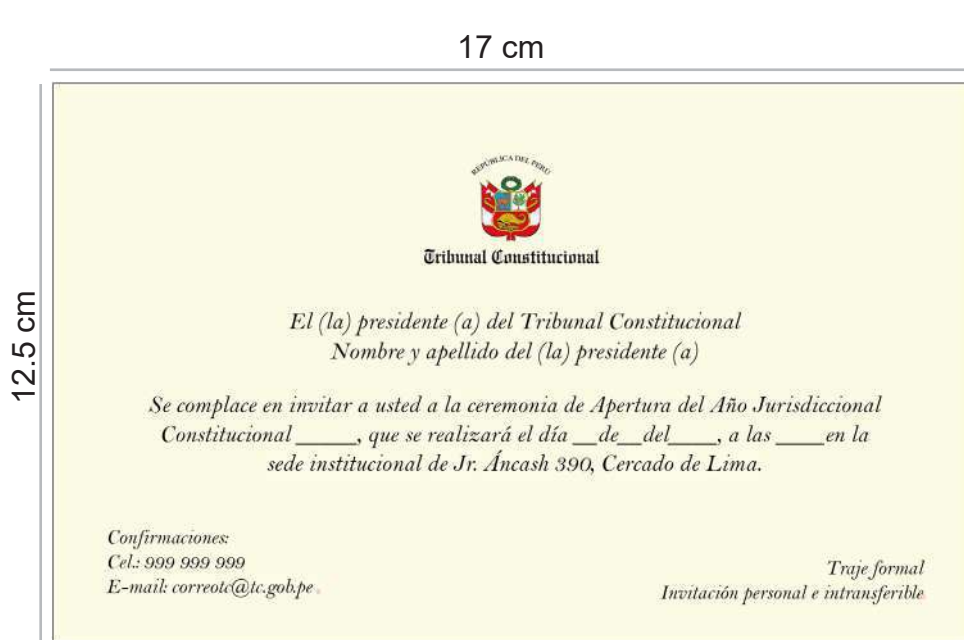 17 cm
12.5 cm
REPÚBLICA DEL PERÚ
Tribunal Constitucional
El (la) presidente (a) del Tribunal Constitucional
Nombre y apellido del (la) presidente (a)
Se complace en invitar a usted a la ceremonia de Apertura del Año Jurisdiccional
Constitucional _____, que se realizará el día __de__del____, a las ____en la
sede institucional de Jr. Áncash 390, Cercado de Lima.
Confirmaciones:
Cel.: 999 999 999
E-mail: correotc@tc.gob.pe
Traje formal
Invitación personal e intransferible